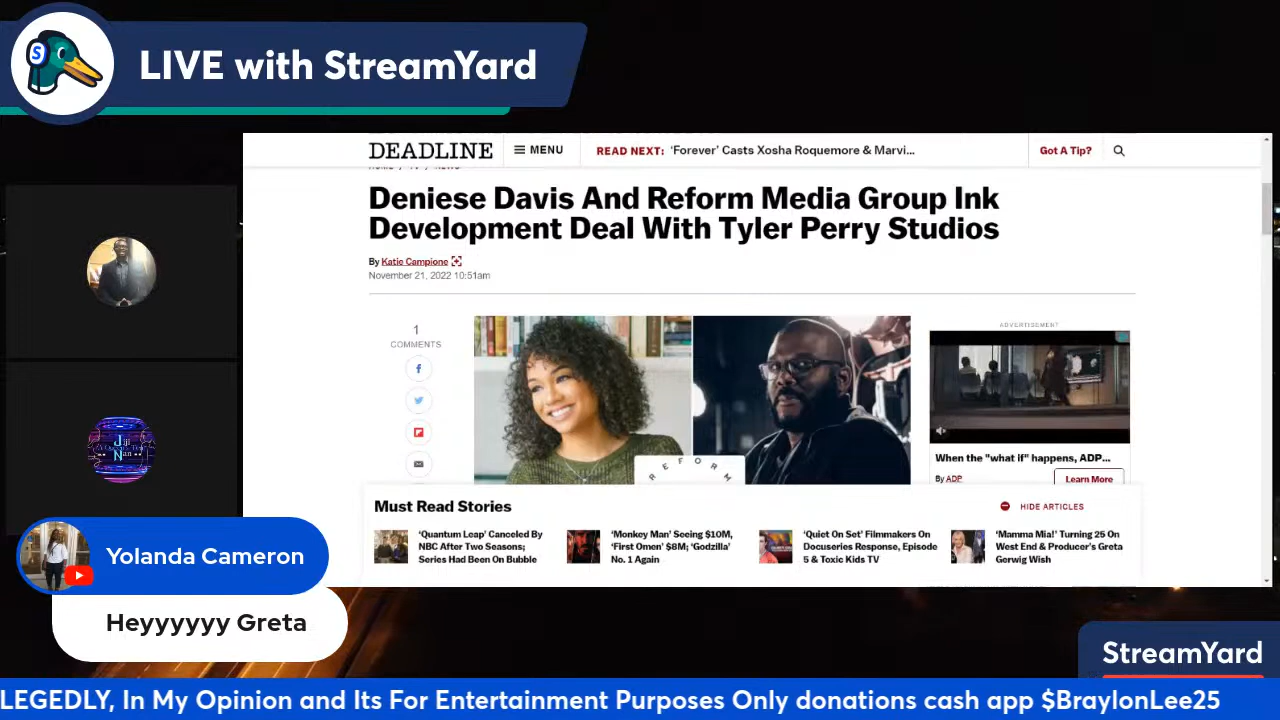 LIVE with StreamYard
DEADLINE
MENU
READ NEXT: 'Forever' Casts Xosha Roquemore & Marvi...
Got A Tip?
Deniese Davis And Reform Media Group Ink
Development Deal With Tyler Perry Studios
By Katie Campione
November 21, 2022 10:51am
1
COMMENTS
ADVERTISEMENT
REFORM
When the "what if" happens, ADP...
By ADP
Learn More
Must Read Stories
HIDE ARTICLES
'Quantum Leap' Canceled By
NBC After Two Seasons;
Series Had Been On Bubble
'Monkey Man' Seeing $10M,
'First Omen' $8M; 'Godzilla'
No. 1 Again
'Quiet On Set' Filmmakers On
Docuseries Response, Episode
5 & Toxic Kids TV
'Mamma Mia!' Turning 25 On
West End & Producer's Greta
Gerwig Wish
Yolanda Cameron
Heyyyyyy Greta
StreamYard
LEGEDLY, In My Opinion and Its For Entertainment Purposes Only donations cash app $BraylonLee25